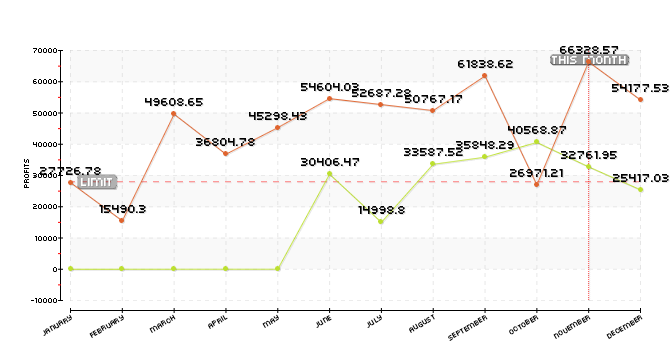 70000
60000
50000
40000
30000
20000
10000
0
-10000
PROFITS
66328.57
THIS MONTH
61838.62
54604.03
52687.28
50767.17
54177.53
49608.65
45298.43
36804.78
40568.87
33587.52
35848.29
32761.95
30406.47
27726.78
LIMIT
26971.21
25417.03
15490.3
14998.8
JANUARY
FEBRUARY
MARCH
APRIL
MAY
JUNE
JULY
AUGUST
SEPTEMBER
OCTOBER
NOVEMBER
DECEMBER